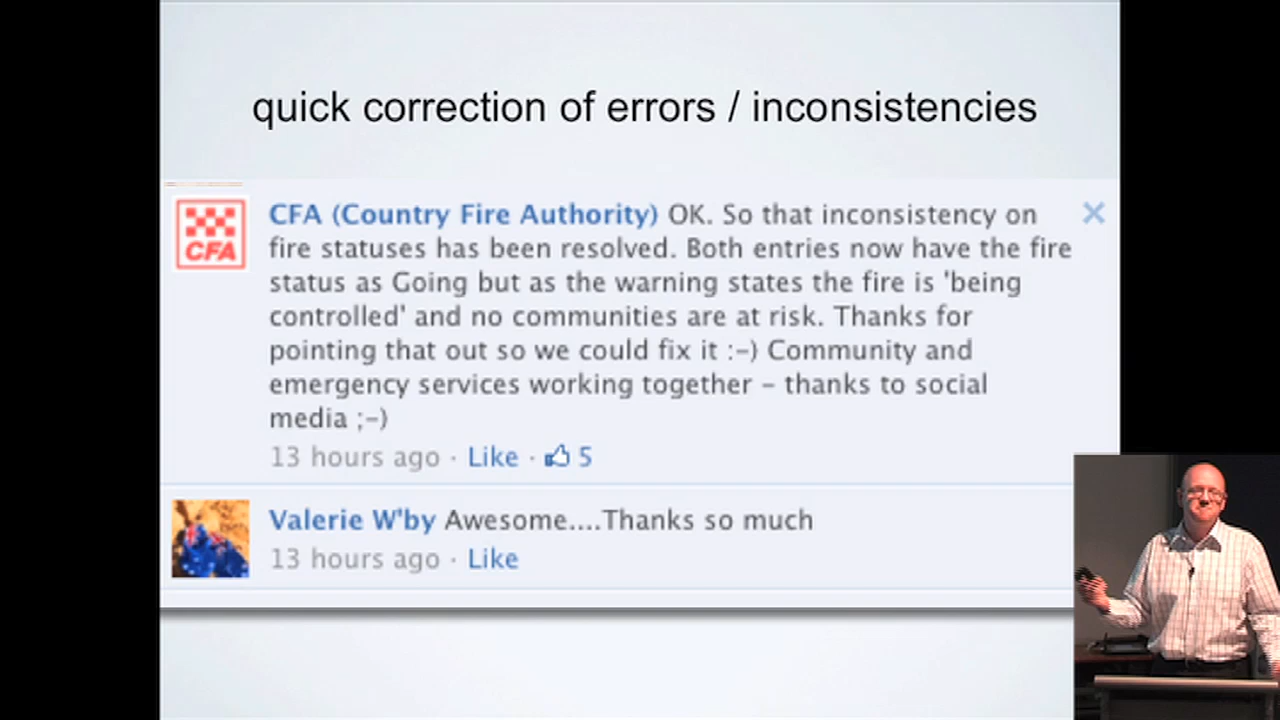 quick correction of errors / inconsistencies
CFA (Country Fire Authority) OK. So that inconsistency on
fire statuses has been resolved. Both entries now have the fire
status as Going but as the warning states the fire is 'being
controlled' and no communities are at risk. Thanks for
pointing that out so we could fix it :-) Community and
emergency services working together – thanks to social
media ;-)
CFA
13 hours ago · Like · 5
Valerie W'by Awesome....Thanks so much
13 hours ago · Like